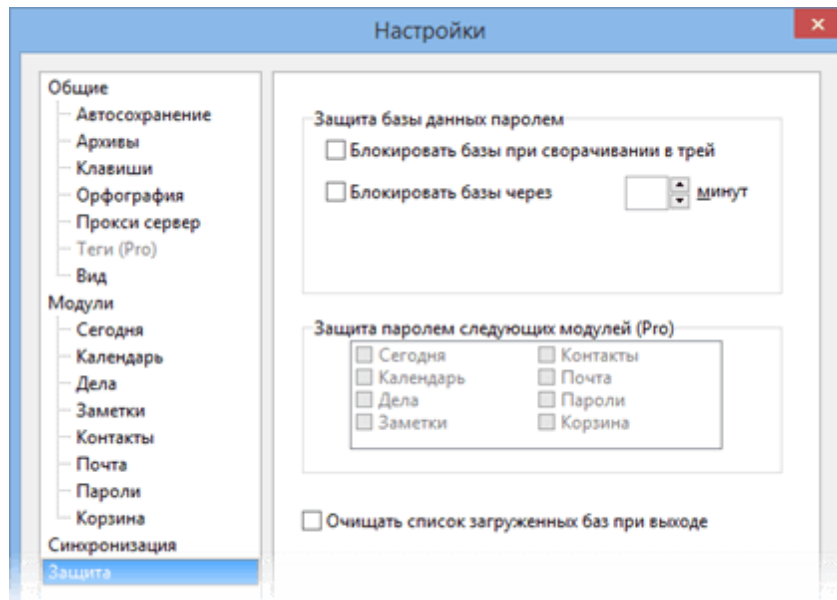 Настройки
Общие
Автосохранение
Архивы
Клавиши
Орфография
Прокси сервер
Теги (Pro)
Вид
Модули
Сегодня
Календарь
Дела
Заметки
Контакты
Почта
Пароли
Корзина
Синхронизация
Защита
Защита базы данных паролем
Блокировать базы при сворачивании в трей
Блокировать базы через минут
Защита паролем следующих модулей (Pro)
Сегодня Контакты
Календарь Почта
Дела Пароли
Заметки Корзина
Очищать список загруженных баз при выходе